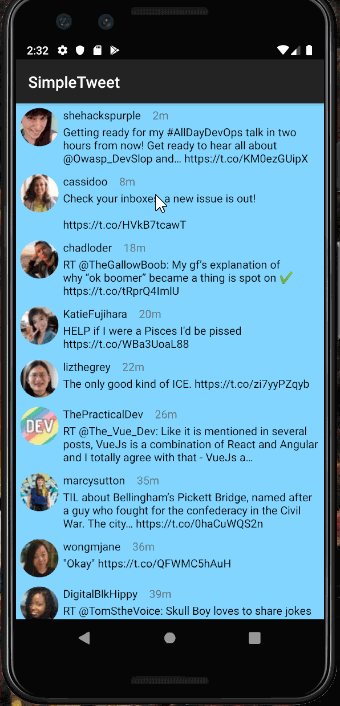 2:32
SimpleTweet
shehackspurple 2m
Getting ready for my #AllDayDevOps talk in two
hours from now! Get ready to hear all about
@Owasp_DevSlop and... https://t.co/KM0ezGUipX
cassidoo 8m
Check your inboxes, a new issue is out!
https://t.co/HVkB7tcawT
chadloder 18m
RT @TheGallowBoob: My gf's explanation of
why "ok boomer" became a thing is spot on ✔
https://t.co/tRprQ4ImlU
KatieFujihara 20m
HELP if I were a Pisces I'd be pissed
https://t.co/WBa3UoaL88
lizthegrey 22m
The only good kind of ICE. https://t.co/zi7yyPZqyb
DEV
ThePracticalDev 26m
RT @The_Vue_Dev: Like it is mentioned in several
posts, VueJs is a combination of React and Angular
and I totally agree with that - VueJs a...
marcysutton 35m
TIL about Bellingham's Pickett Bridge, named after
a guy who fought for the confederacy in the Civil
War. The city... https://t.co/0haCuWQS2n
wongmjane 36m
"Okay" https://t.co/QFWMC5hAuH
DigitalBlkHippy 39m
RT @TomStheVoice: Skull Boy loves to share jokes